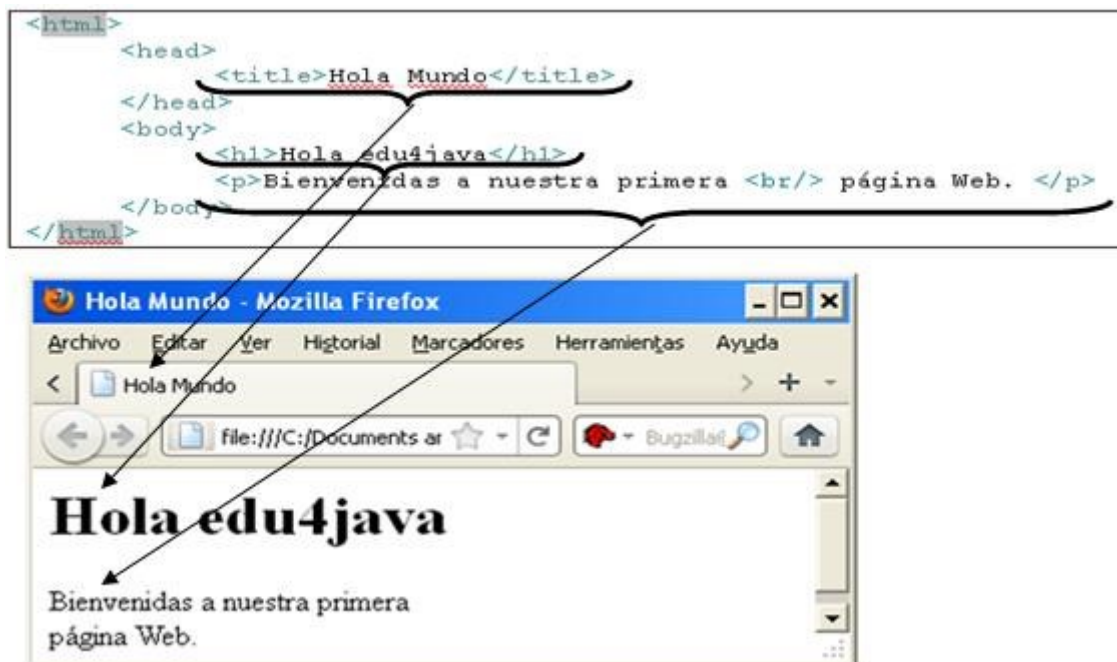 <html>
<head>
<title>Hola Mundo</title>
</head>
<body>
<h1>Hola edu4java</h1>
<p>Bienvenidas a nuestra primera <br/> página Web. </p>
</body>
</html>
Hola Mundo - Mozilla Firefox
Archivo Editar Ver Historial Marcadores Herramientas Ayuda
Hola Mundo
file:///C:/Documents ar
Hola edu4java
Bienvenidas a nuestra primera
página Web.